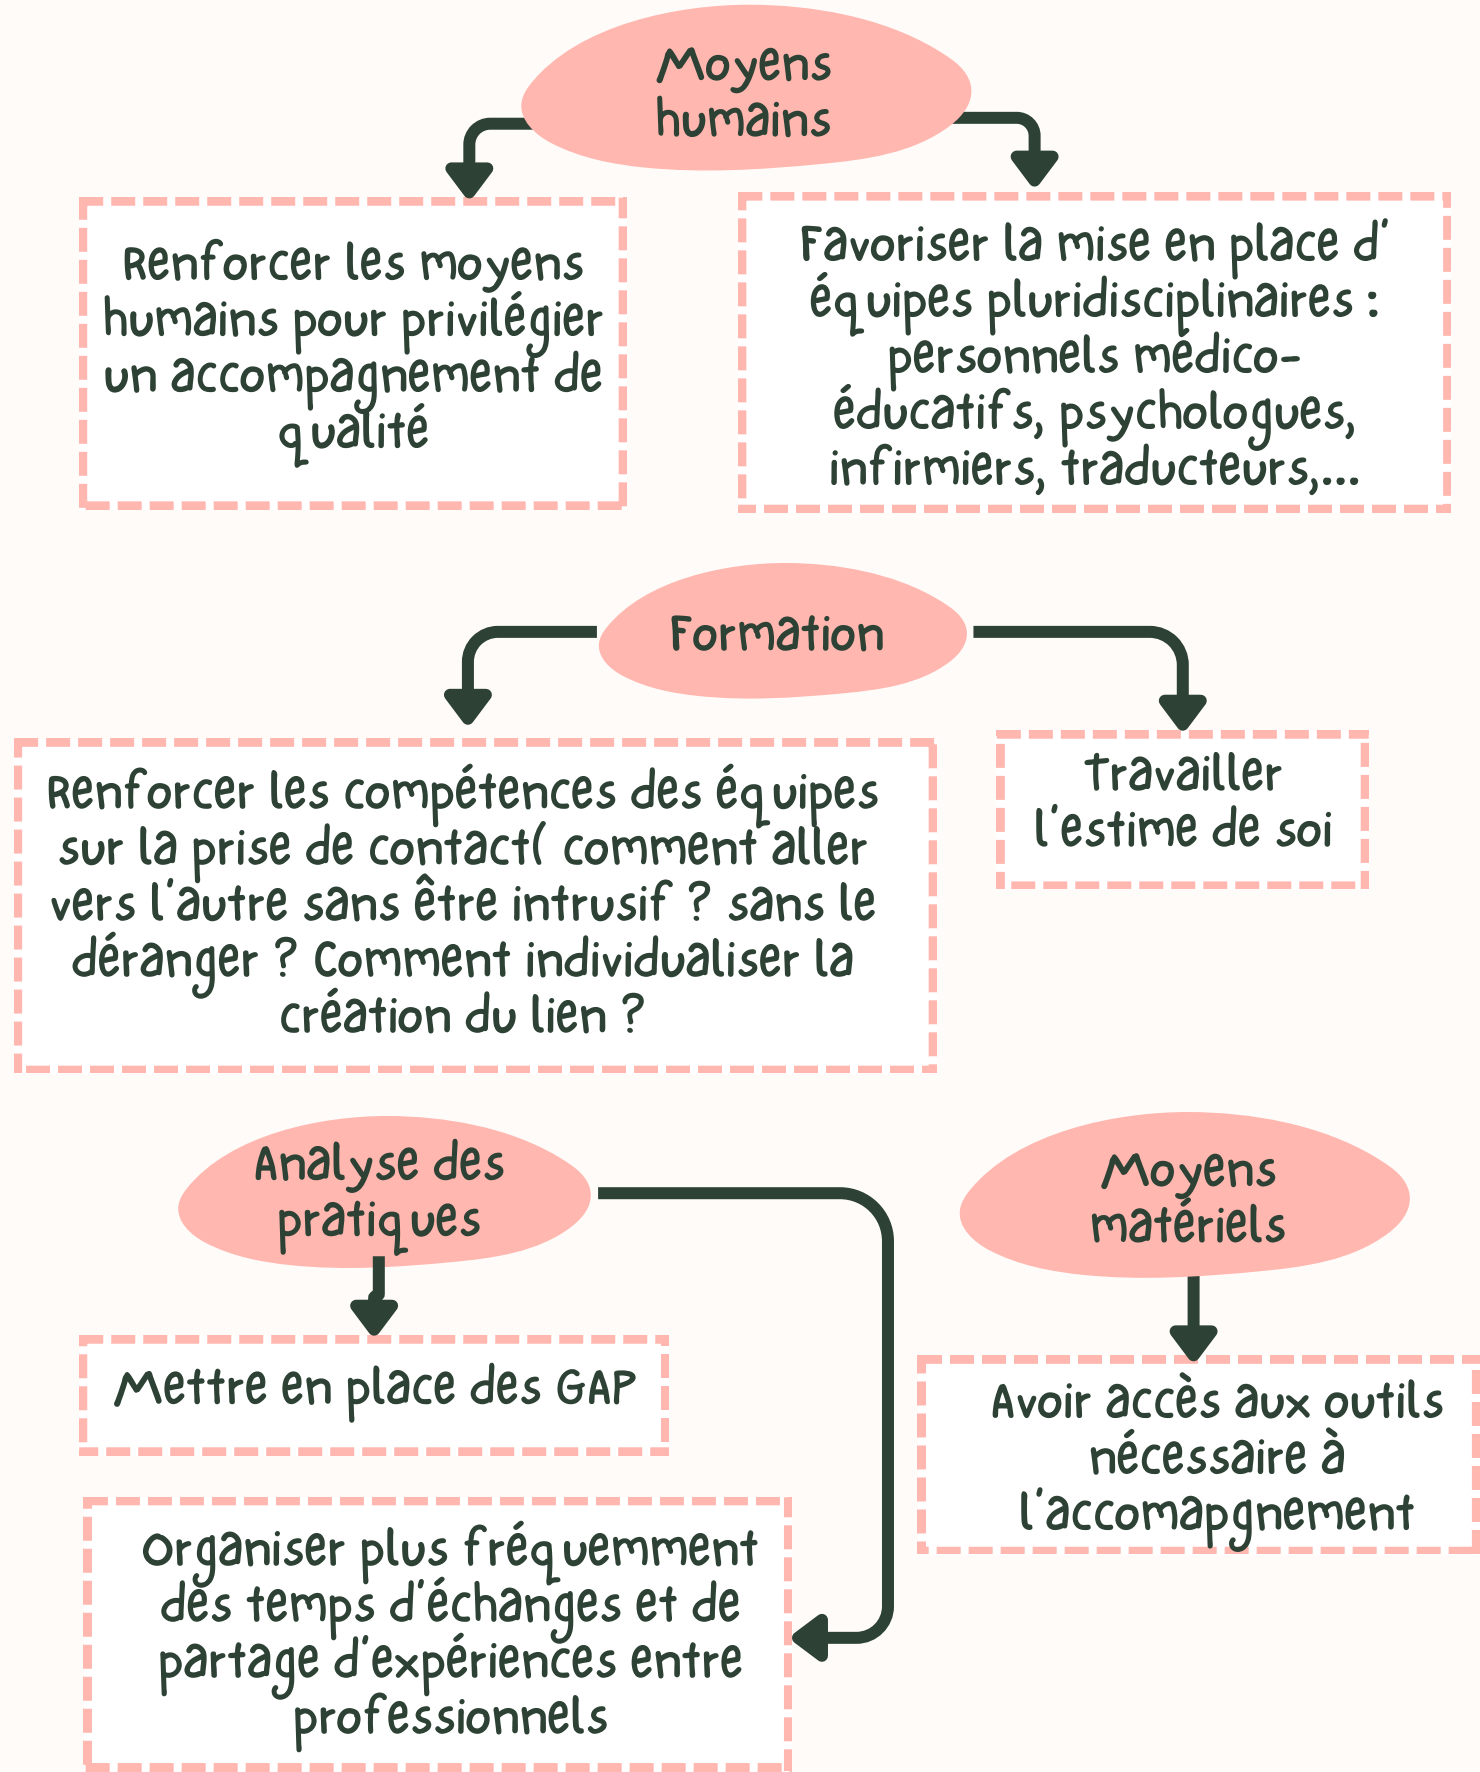 Moyens
humains
Renforcer les moyens
humains pour privilégier
un accompagnement de
qualité
Favoriser la mise en place d'
équipes pluridisciplinaires :
personnels médico-
éducatifs, psychologues,
infirmiers, traducteurs,...
Formation
Renforcer les compétences des équipes
sur la prise de contact( comment aller
vers l'autre sans être intrusif ? sans le
déranger ? Comment individualiser la
création du lien ?
Travailler
l'estime de soi
Analyse des
pratiques
Mettre en place des GAP
Organiser plus fréquemment
des temps d'échanges et de
partage d'expériences entre
professionnels
Moyens
matériels
Avoir accès aux outils
nécessaire à
l'accomapgnement